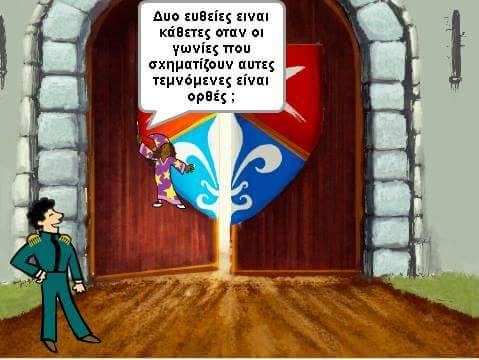 Δυο ευθείες ειναι
κάθετες οταν οι
γωνίες που
σχηματίζουν αυτες
τεμνόμενες είναι
ορθές ;